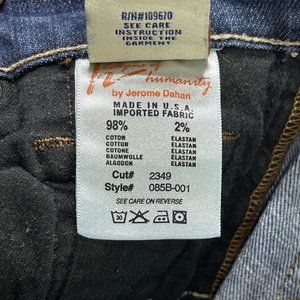 R/N#109670
SEE CARE
INSTRUCTION
INSIDE THE
GARMENT
humanity
by Jerome Dahan
MADE IN U.S.A.
IMPORTED FABRIC
98% 2%
COTON ELASTAN
COTTON ELASTAN
COTONE ELASTAN
BAUMWOLLE ELASTAN
ALGODON ELASTAN
Cut# 2349
Style# 085B-001
SEE CARE ON REVERSE